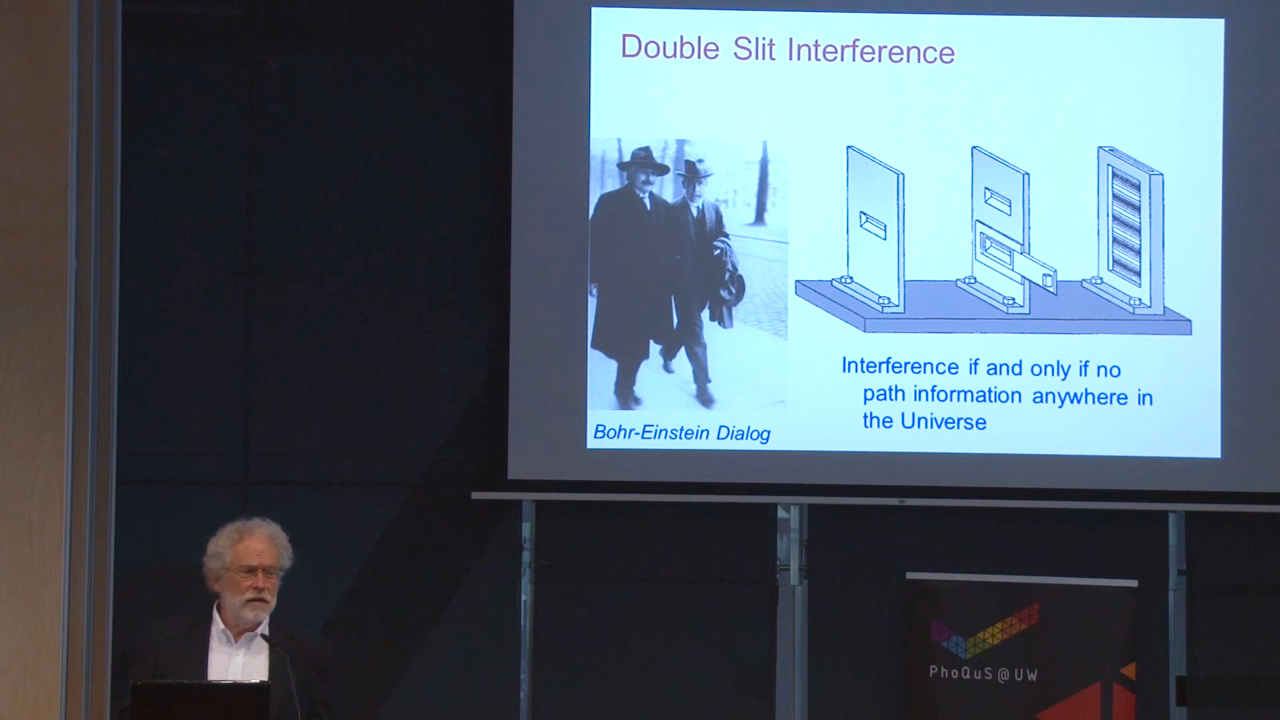 Double Slit Interference
Interference if and only if no
path information anywhere in
the Universe
Bohr-Einstein Dialog
PhoQuS@UW